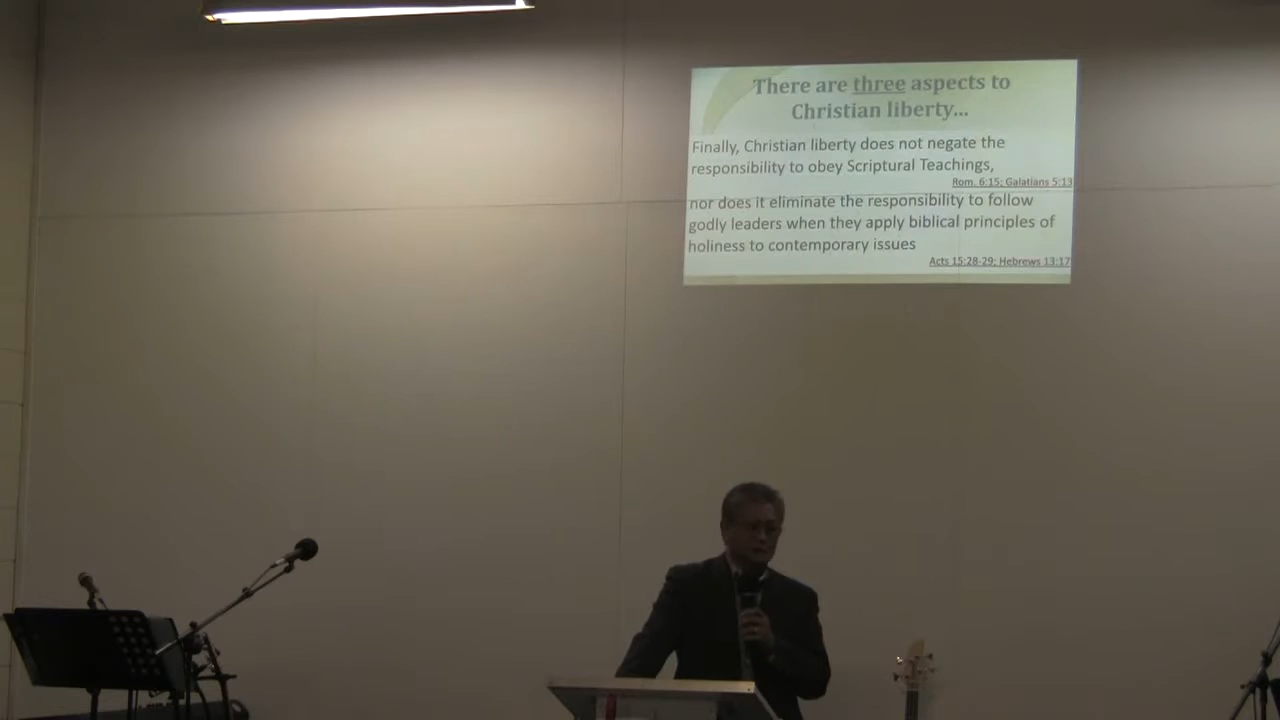 There are three aspects to
Christian liberty...
Finally, Christian liberty does not negate the
responsibility to obey Scriptural Teachings,
Rom. 6:15; Galatians 5:13
nor does it eliminate the responsibility to follow
godly leaders when they apply biblical principles of
holiness to contemporary issues
Acts 15:28-29; Hebrews 13:17